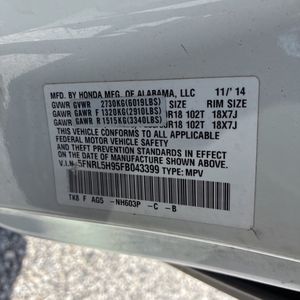 MFD. BY HONDA MFG. OF ALABAMA, LLC 11/'14
GVWR GVWR 2730KG(6019LBS) SIZE RIM SIZE
GAWR GAWR F 1320KG(2910LBS) R18 102T 18X7J
GAWR GAWR R 1515KG(3340LBS) R18 102T 18X7J
THIS VEHICLE CONFORMS TO ALL APPLICABLE
FEDERAL MOTOR VEHICLE SAFETY AND
THEFT PREVENTION STANDARDS IN EFFECT
ON THE DATE OF MANUFACTURE SHOWN ABOVE.
V.I.N. 5FNRL5H95FB043399 TYPE: MPV
TK8 F AG5 -NH603P -C -B